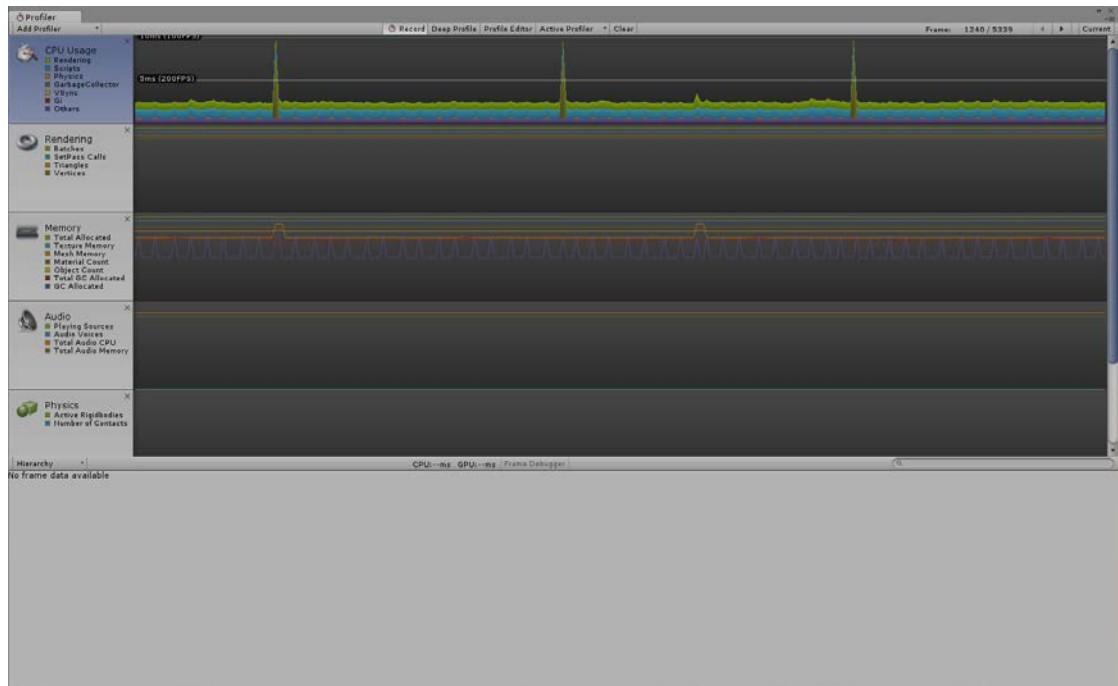 Profiler
Add Profiler Record Deep Profile Profile Editor Active Profiler Clear Frame: 1240 / 5339 Current
CPU Usage
Rendering
Scripts
Physics
GarbageCollector
VSync
Gi
Others
10ms (100FPS)
5ms (200FPS)
Rendering
Batches
SetPass Calls
Triangles
Vertices
Memory
Total Allocated
Texture Memory
Mesh Memory
Material Count
Object Count
Total GC Allocated
GC Allocated
Audio
Playing Sources
Audio Voices
Total Audio CPU
Total Audio Memory
Physics
Active Rigidbodies
Number of Contacts
Hierarchy CPU:--ms GPU:--ms Frame Debugger
No frame data available